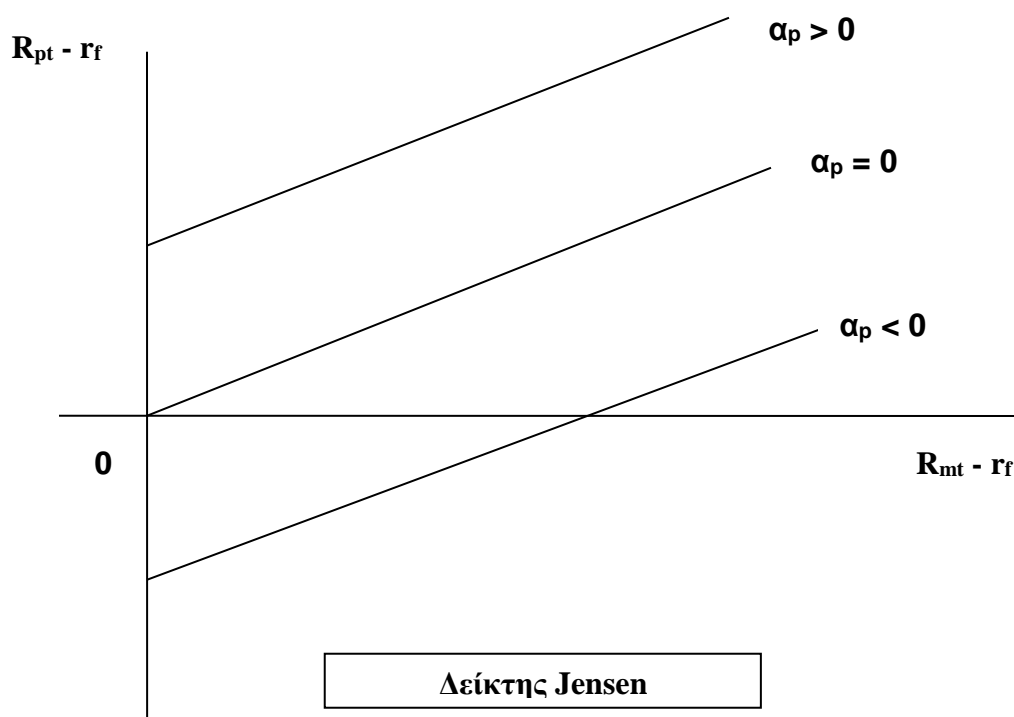 αp > 0
Rpt - rf
αp = 0
αp < 0
0
Rmt - rf
Δείκτης Jensen